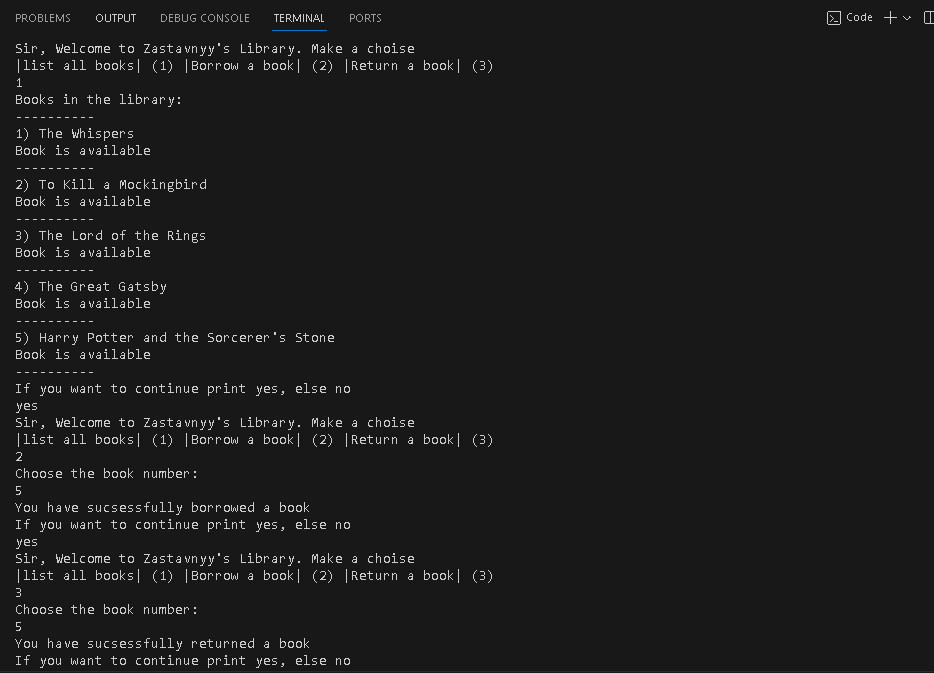 PROBLEMS OUTPUT DEBUG CONSOLE TERMINAL PORTS Code
Sir, Welcome to Zastavnyy's Library. Make a choise
|list all books| (1) |Borrow a book| (2) |Return a book| (3)
1
Books in the library:
----------
1) The Whispers
Book is available
----------
2) To Kill a Mockingbird
Book is available
----------
3) The Lord of the Rings
Book is available
----------
4) The Great Gatsby
Book is available
----------
5) Harry Potter and the Sorcerer's Stone
Book is available
----------
If you want to continue print yes, else no
yes
Sir, Welcome to Zastavnyy's Library. Make a choise
|list all books| (1) |Borrow a book| (2) |Return a book| (3)
2
Choose the book number:
5
You have sucsessfully borrowed a book
If you want to continue print yes, else no
yes
Sir, Welcome to Zastavnyy's Library. Make a choise
|list all books| (1) |Borrow a book| (2) |Return a book| (3)
3
Choose the book number:
5
You have sucsessfully returned a book
If you want to continue print yes, else no